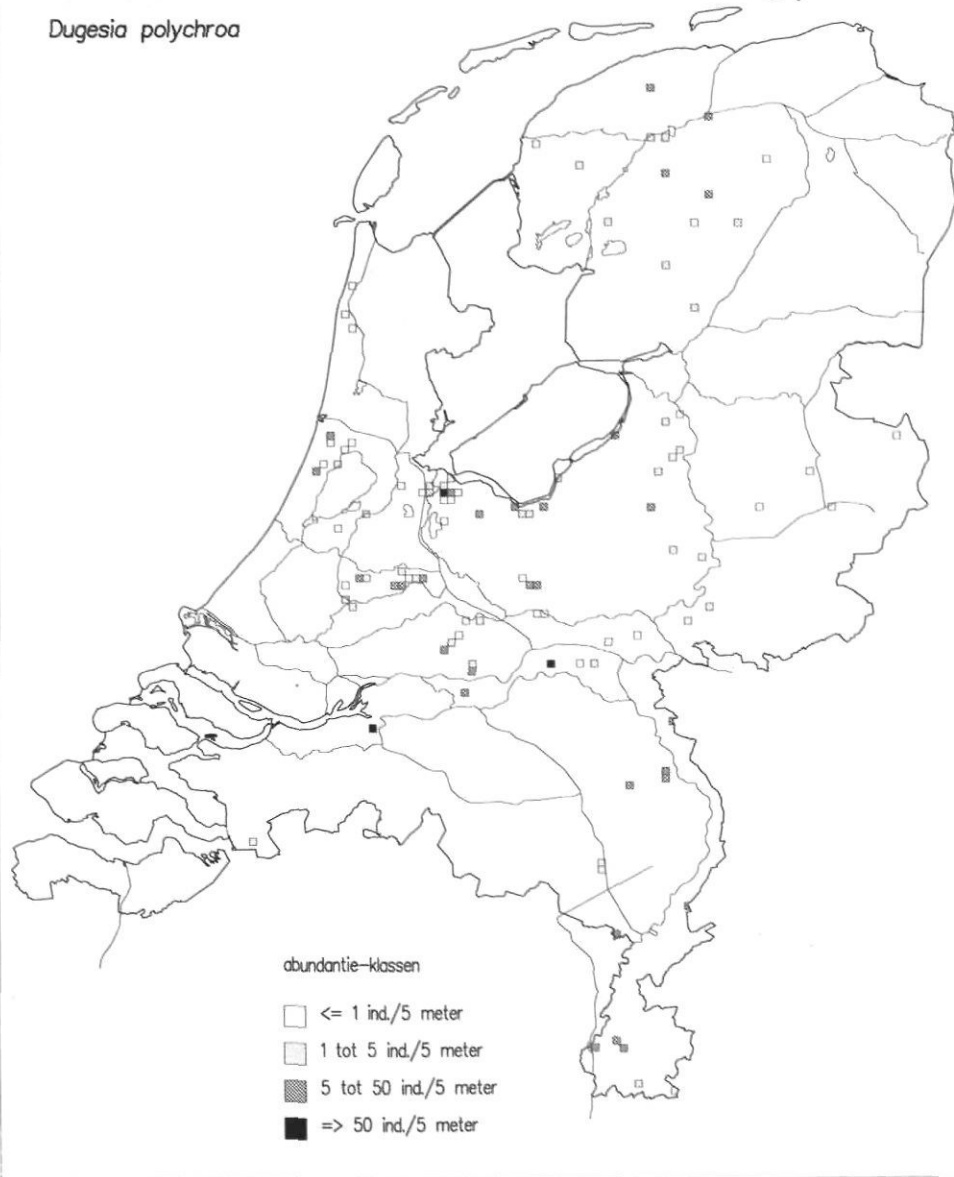 Dugesia polychroa
abundantie-klassen
<= 1 ind./5 meter
1 tot 5 ind./5 meter
5 tot 50 ind./5 meter
=> 50 ind./5 meter